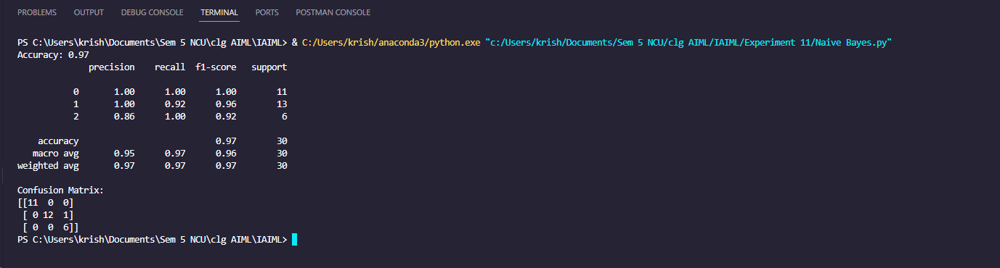 PROBLEMS OUTPUT DEBUG CONSOLE TERMINAL PORTS POSTMAN CONSOLE
PS C:\Users\krish\Documents\Sem 5 NCU\clg AIML\IAIML> & C:/Users/krish/anaconda3/python.exe "c:/Users/krish/Documents/Sem 5 NCU/clg AIML/IAIML/Experiment 11/Naive Bayes.py"
Accuracy: 0.97
precision recall f1-score support
0 1.00 1.00 1.00 11
1 1.00 0.92 0.96 13
2 0.86 1.00 0.92 6
accuracy 0.97 30
macro avg 0.95 0.97 0.96 30
weighted avg 0.97 0.97 0.97 30
Confusion Matrix:
[[11 0 0]
[ 0 12 1]
[ 0 0 6]]
PS C:\Users\krish\Documents\Sem 5 NCU\clg AIML\IAIML>